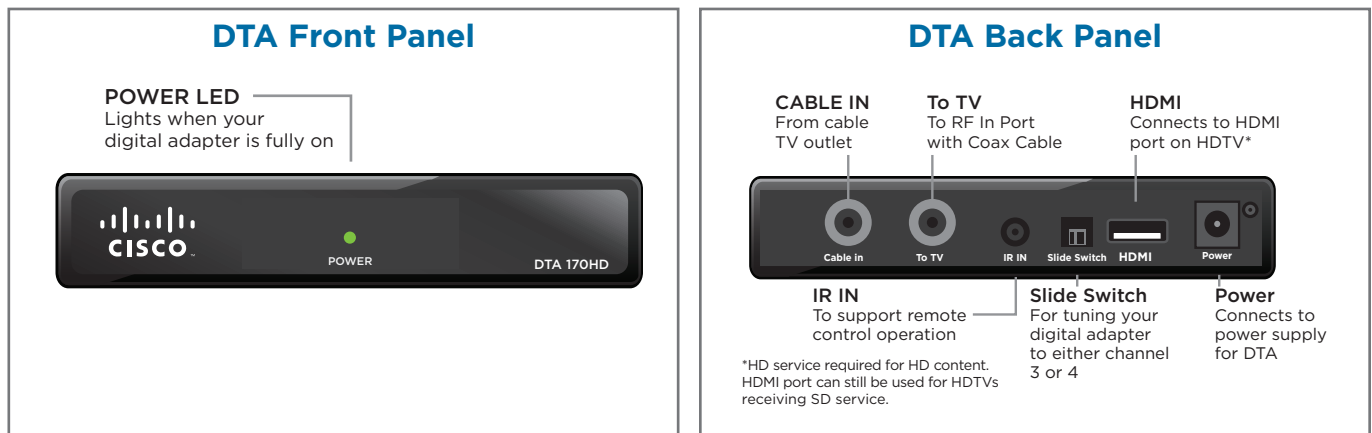 DTA Front Panel
POWER LED
Lights when your
digital adapter is fully on
CISCO™
POWER
DTA 170HD
DTA Back Panel
CABLE IN
From cable
TV outlet
To TV
To RF In Port
with Coax Cable
HDMI
Connects to HDMI
port on HDTV*
Cable in
To TV
IR IN
Slide Switch
HDMI
Power
IR IN
To support remote
control operation
Slide Switch
For tuning your
digital adapter
to either channel
3 or 4
Power
Connects to
power supply
for DTA
*HD service required for HD content.
HDMI port can still be used for HDTVs
receiving SD service.